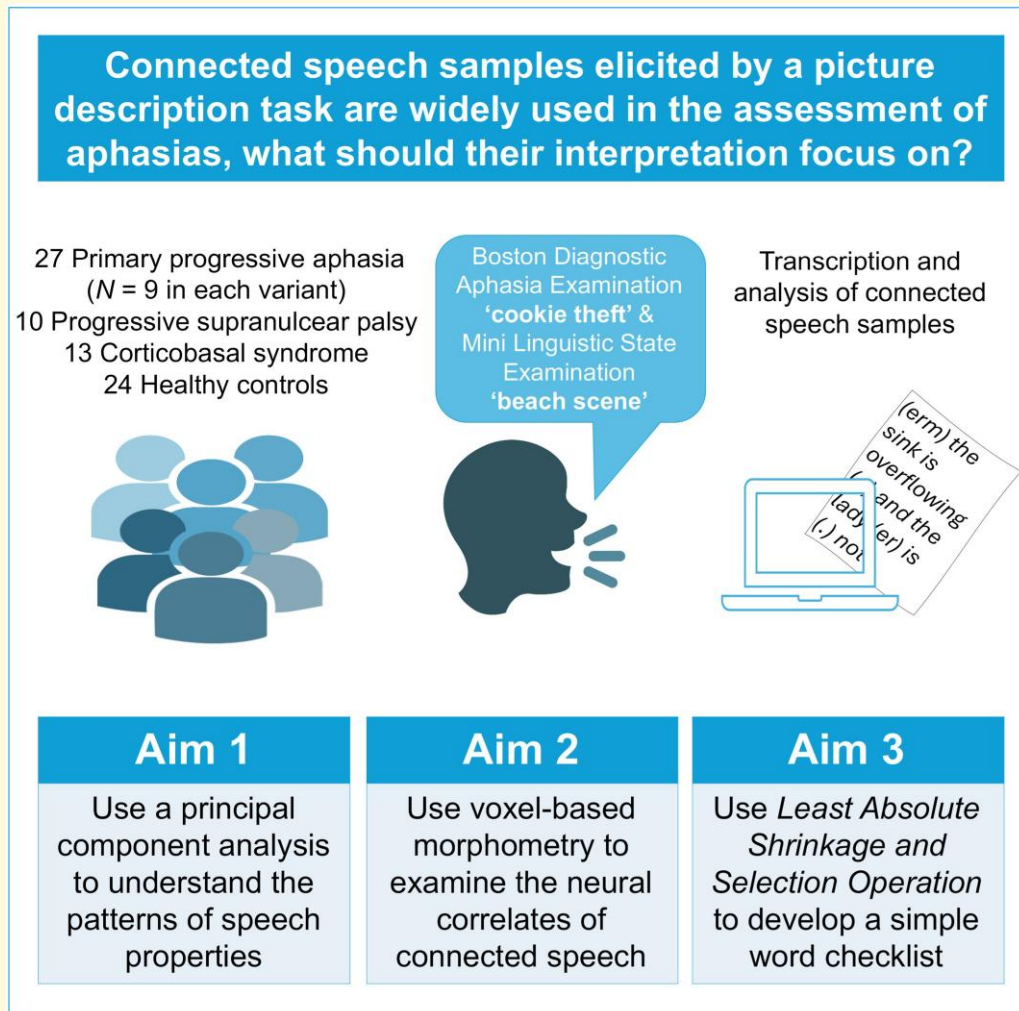 Connected speech samples elicited by a picture
description task are widely used in the assessment of
aphasias, what should their interpretation focus on?
27 Primary progressive aphasia
(N = 9 in each variant)
10 Progressive supranulcear palsy
13 Corticobasal syndrome
24 Healthy controls
Boston Diagnostic
Aphasia Examination
‘cookie theft’ &
Mini Linguistic State
Examination
‘beach scene’
Transcription and
analysis of connected
speech samples
(erm) the
sink is
overflowing
(.) and the
lady (er) is
(.) not
Aim 1
Use a principal
component analysis
to understand the
patterns of speech
properties
Aim 2
Use voxel-based
morphometry to
examine the neural
correlates of
connected speech
Aim 3
Use Least Absolute
Shrinkage and
Selection Operation
to develop a simple
word checklist